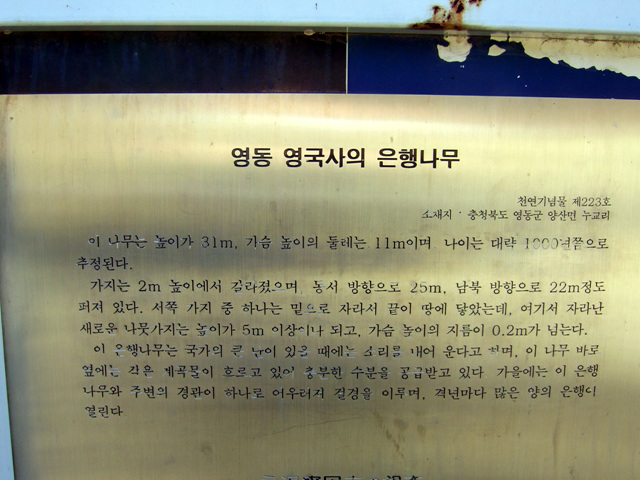 영동 영국사의 은행나무
천연기념물 제223호
소재지 : 충청북도 영동군 양산면 누교리
이 나무는 높이가 31m, 가슴 높이의 둘레는 11m이며, 나이는 대략 1000년쯤으로
추정된다.
가지는 2m 높이에서 갈라졌으며, 동서 방향으로 25m, 남북 방향으로 22m정도
퍼져 있다. 서쪽 가지 중 하나는 밑으로 자라서 끝이 땅에 닿았는데, 여기서 자라난
새로운 나뭇가지는 높이가 5m 이상이나 되고, 가슴 높이의 지름이 0.2m가 넘는다.
이 은행나무는 국가의 큰 난이 있을 때에는 소리를 내어 운다고 하며, 이 나무 바로
옆에는 작은 계곡물이 흐르고 있어 충부한 수분을 공급받고 있다. 가을에는 이 은행
나무와 주변의 경관이 하나로 어우러져 절경을 이루며, 격년마다 많은 양의 은행이
열린다